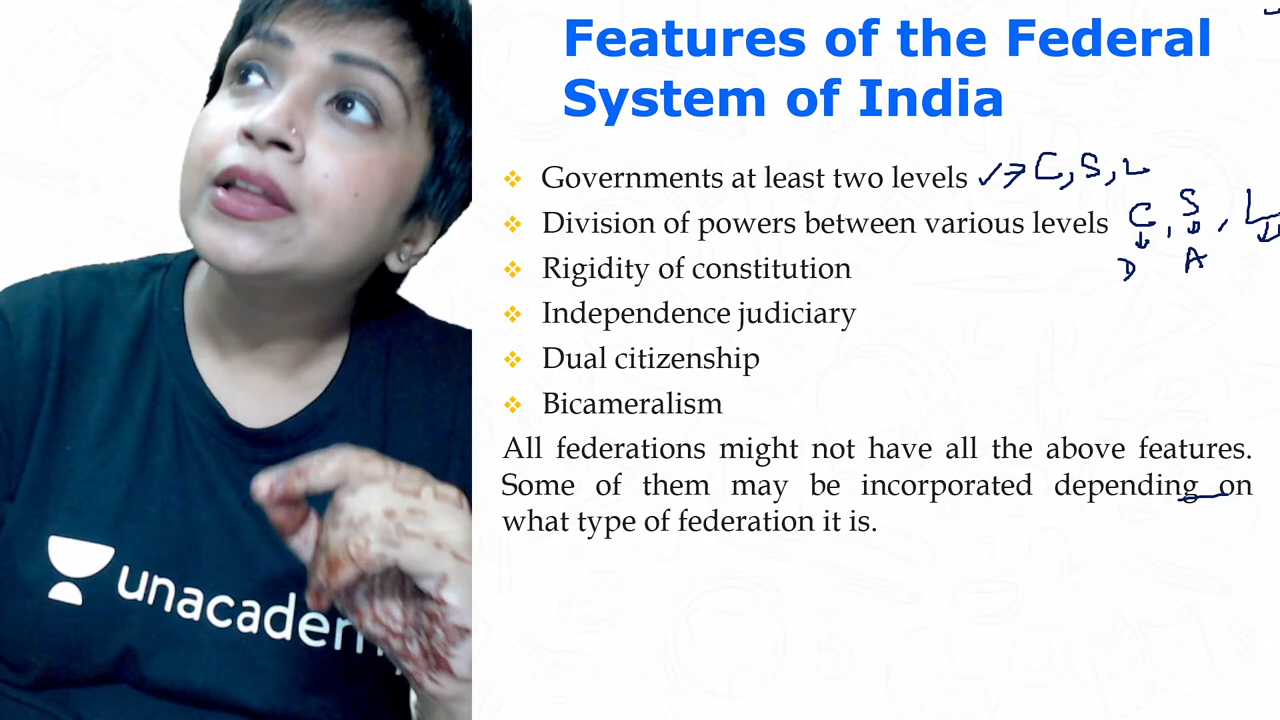 Features of the Federal
System of India
Governments at least two levels → C, S, L
Division of powers between various levels C, S, L
D A
Rigidity of constitution
Independence judiciary
Dual citizenship
Bicameralism
All federations might not have all the above features.
Some of them may be incorporated depending on
what type of federation it is.
unacadem